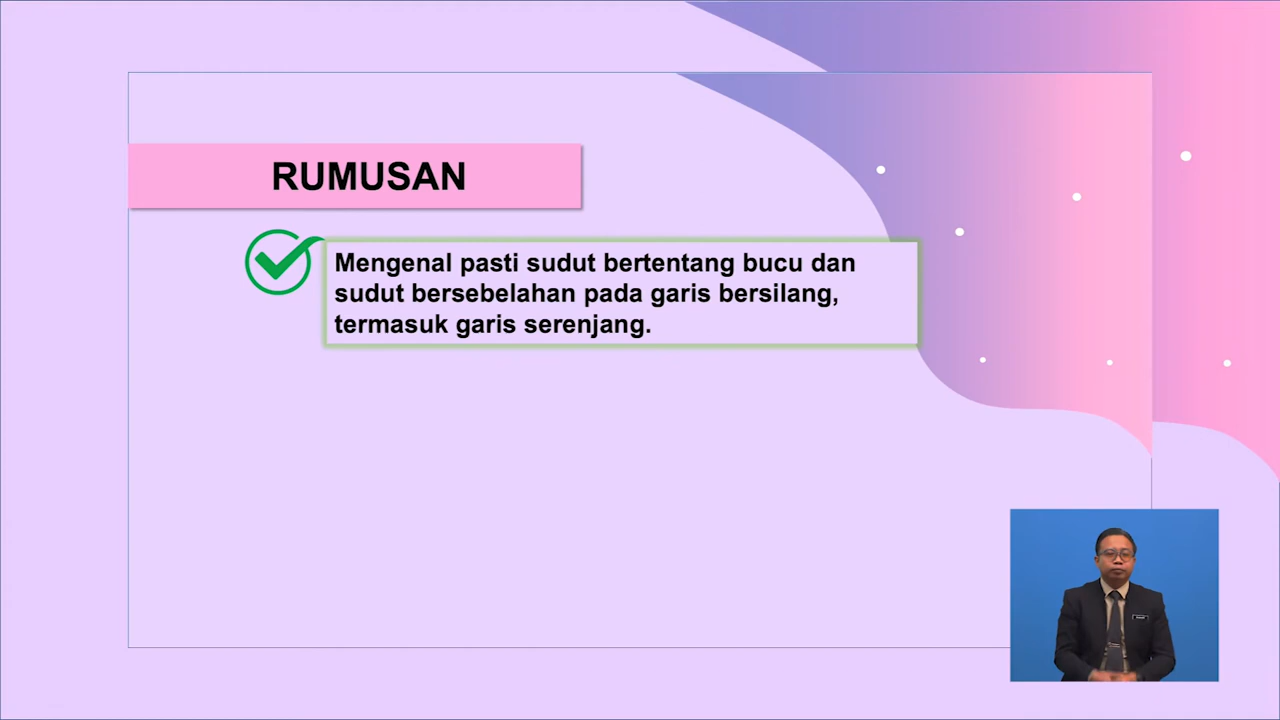 RUMUSAN
Mengenal pasti sudut bertentang bucu dan
sudut bersebelahan pada garis bersilang,
termasuk garis serenjang.